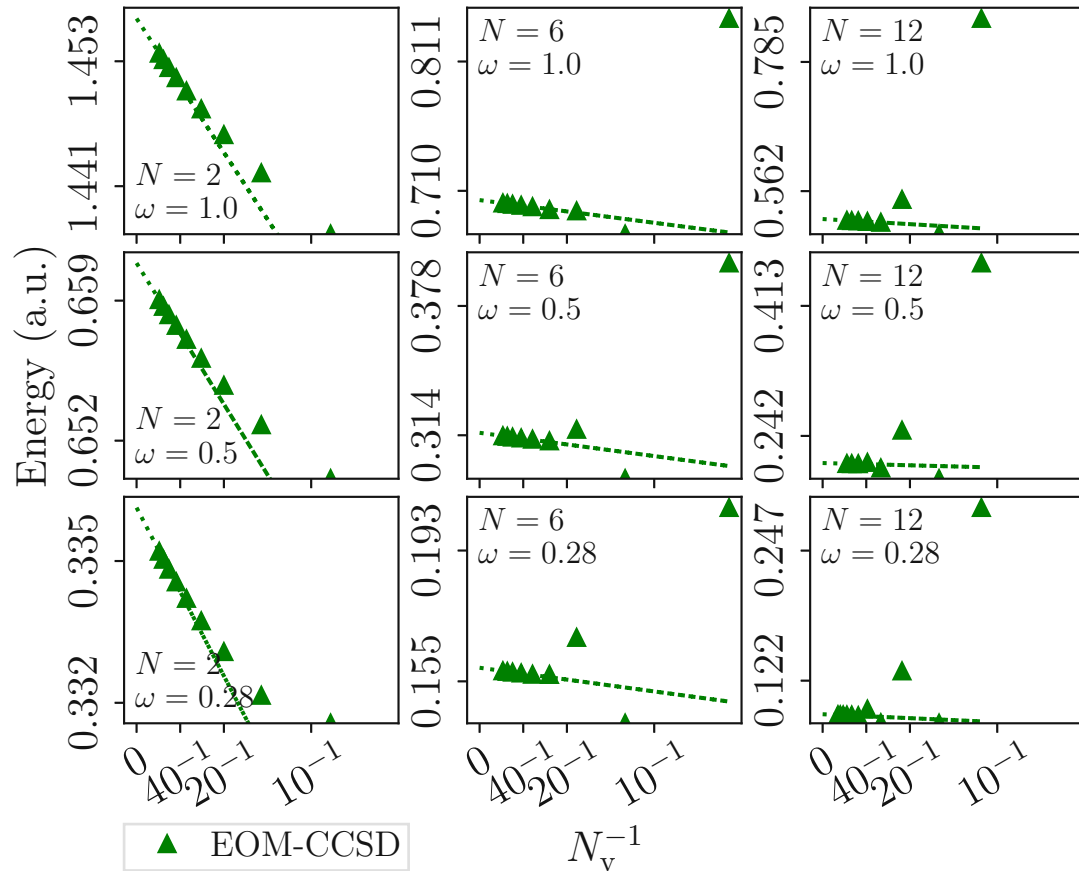 Energy (a.u.)
1.453
1.441
N = 2
ω = 1.0
0.811
0.710
N = 6
ω = 1.0
0.785
0.562
N = 12
ω = 1.0
0.659
0.652
N = 2
ω = 0.5
0.378
0.314
N = 6
ω = 0.5
0.413
0.242
N = 12
ω = 0.5
0.335
0.332
N = 2
ω = 0.28
0.193
0.155
N = 6
ω = 0.28
0.247
0.122
N = 12
ω = 0.28
0 40⁻¹ 20⁻¹ 10⁻¹
0 40⁻¹ 20⁻¹ 10⁻¹
0 40⁻¹ 20⁻¹ 10⁻¹
EOM-CCSD
N_v⁻¹